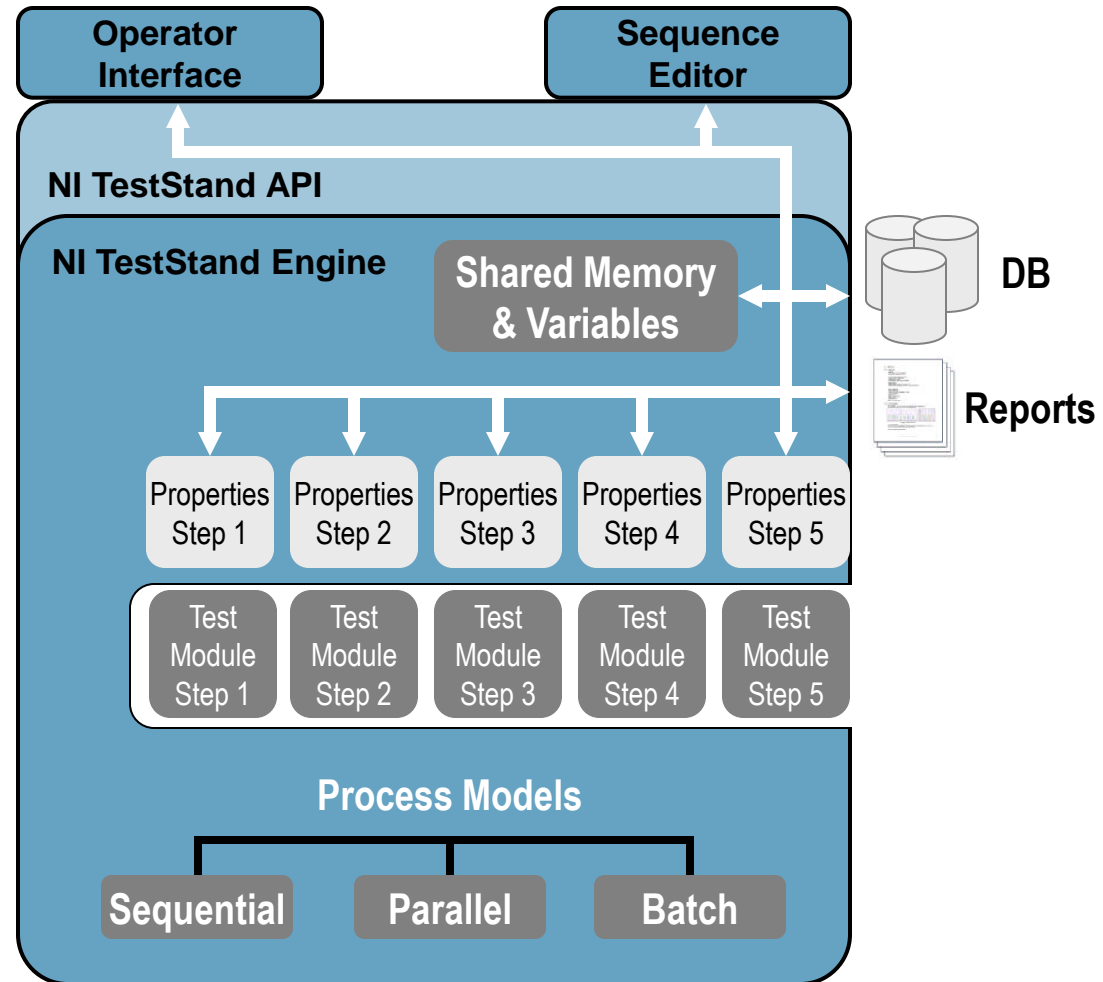 Operator
Interface
Sequence
Editor
NI TestStand API
NI TestStand Engine
Shared Memory
& Variables
DB
Reports
Properties
Step 1
Properties
Step 2
Properties
Step 3
Properties
Step 4
Properties
Step 5
Test
Module
Step 1
Test
Module
Step 2
Test
Module
Step 3
Test
Module
Step 4
Test
Module
Step 5
Process Models
Sequential
Parallel
Batch